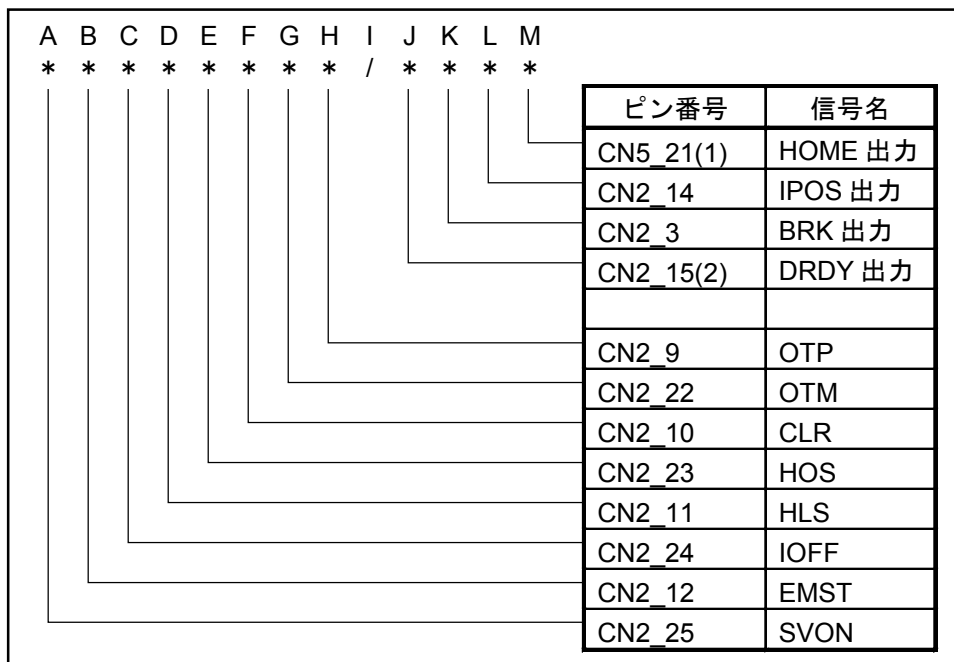 A B C D E F G H I J K L M
* * * * * * * * / * * * *
ピン番号 信号名
CN5_21(1) HOME 出力
CN2_14 IPOS 出力
CN2_3 BRK 出力
CN2_15(2) DRDY 出力
CN2_9 OTP
CN2_22 OTM
CN2_10 CLR
CN2_23 HOS
CN2_11 HLS
CN2_24 IOFF
CN2_12 EMST
CN2_25 SVON